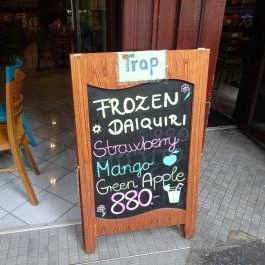 Trap
FROZEN
DAIQUIRI
Strawberry
Mango
Green Apple
880.-